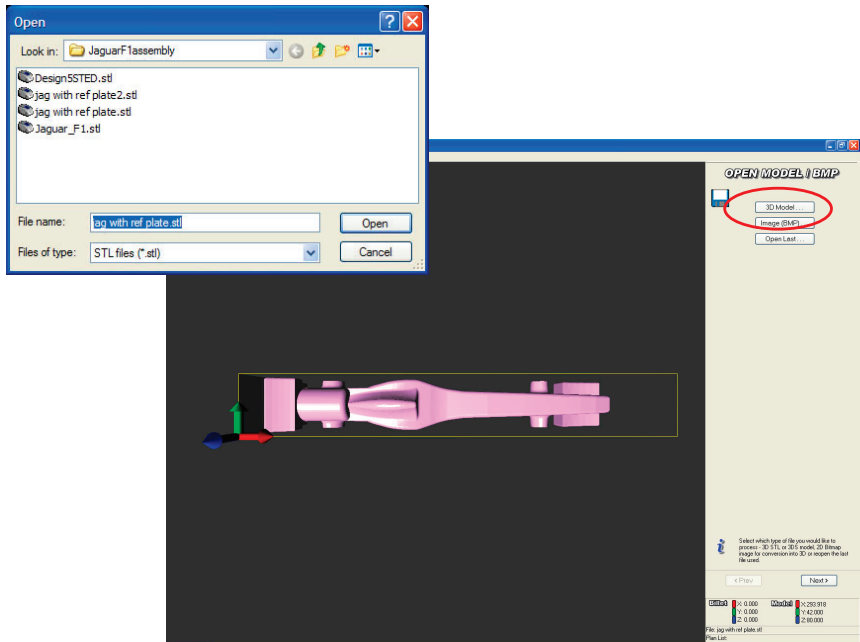 Open
Look in: JaguarF1assembly
Design5STED.stl
jag with ref plate2.stl
jag with ref plate.stl
Jaguar_F1.stl
File name: jag with ref plate.stl Open
Files of type: STL files (*.stl) Cancel
OPEN MODEL / BMP
3D Model . . .
Image (BMP). . .
Open Last . . .
Select which type of file you would like to
process - 3D STL or 3DS model, 2D Bitmap
image for conversion into 3D or reopen the last
file used.
< Prev Next >
Billet X: 0.000 Model X:293.918
Y: 0.000 Y:42.000
Z: 0.000 Z:80.000
File: jag with ref plate.stl
Plan List: